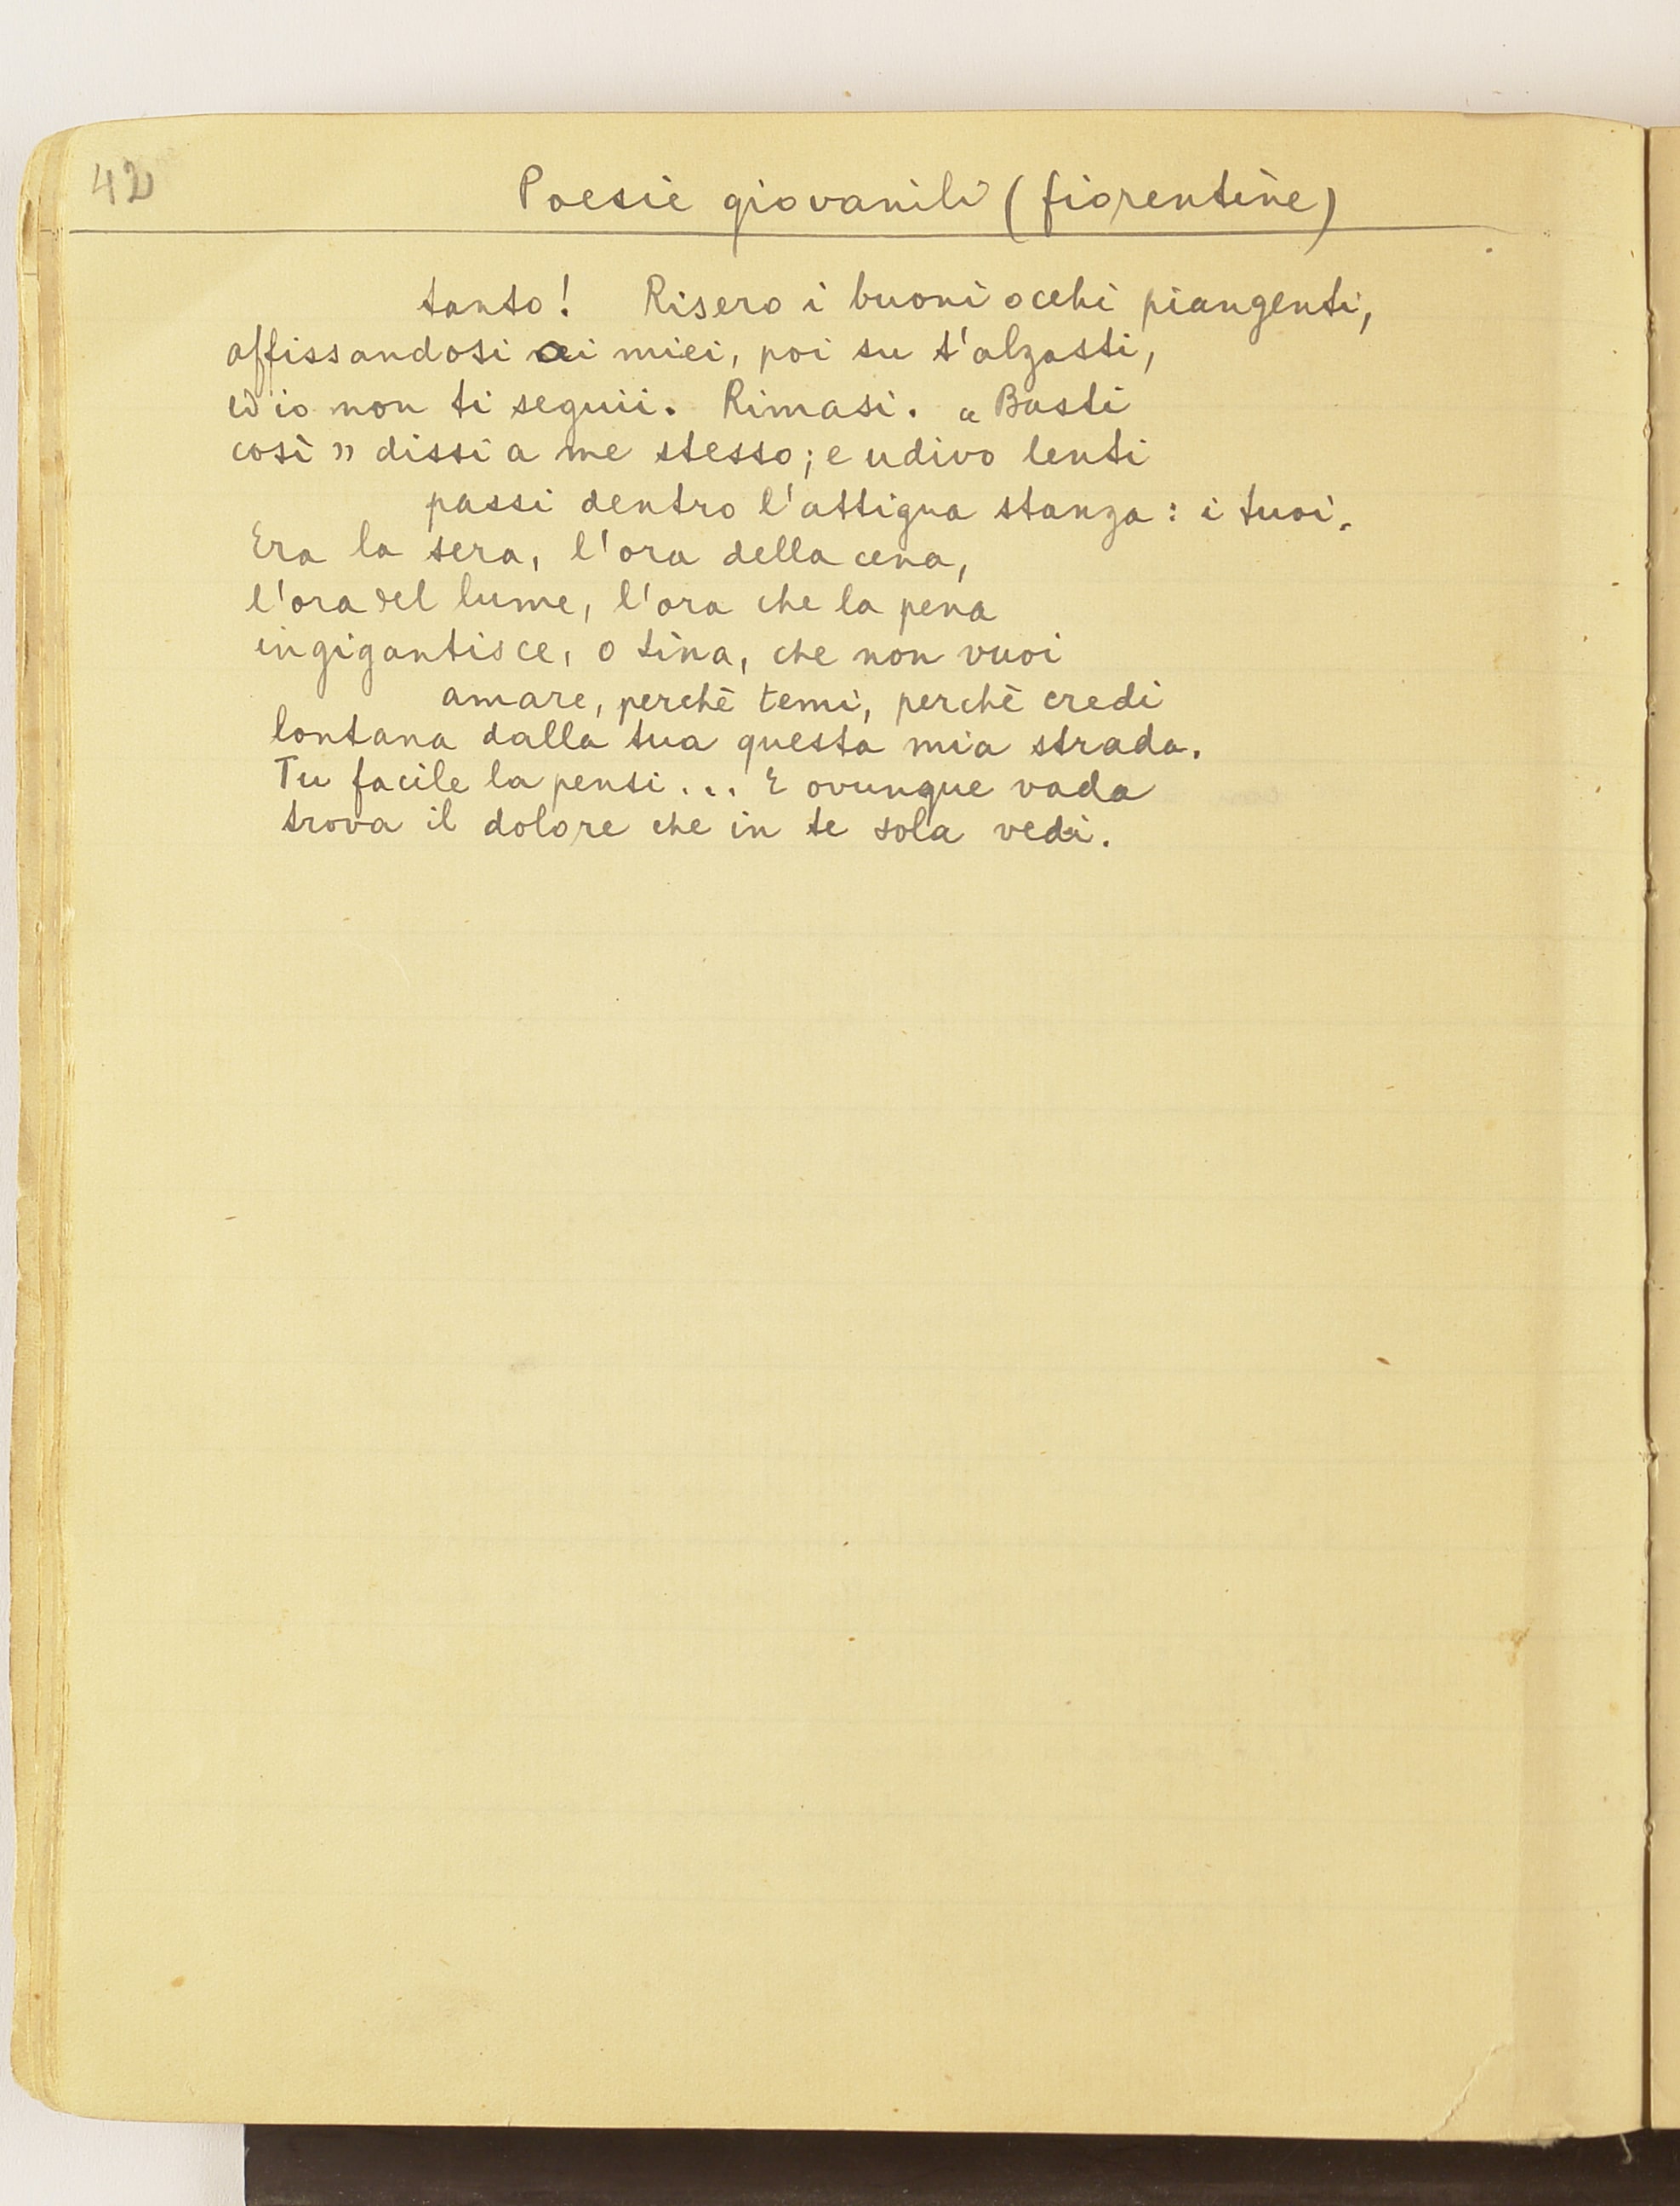 42
Poesie giovanili (fiorentine)
tanto! Risero i buoni occhi piangenti,
affissandosi ai miei, poi su t'alzasti,
ed io non ti seguii. Rimasi. « Basti
così » dissi a me stesso; e udivo lenti
passi dentro l'attigua stanza: i tuoi.
Era la sera, l'ora della cena,
l'ora del lume, l'ora che la pena
ingigantisce, o tina, che non vuoi
amare, perchè temi, perchè credi
lontana dalla tua questa mia strada.
Tu facile la pensi... E ovunque vada
trova il dolore che in te sola vedi.